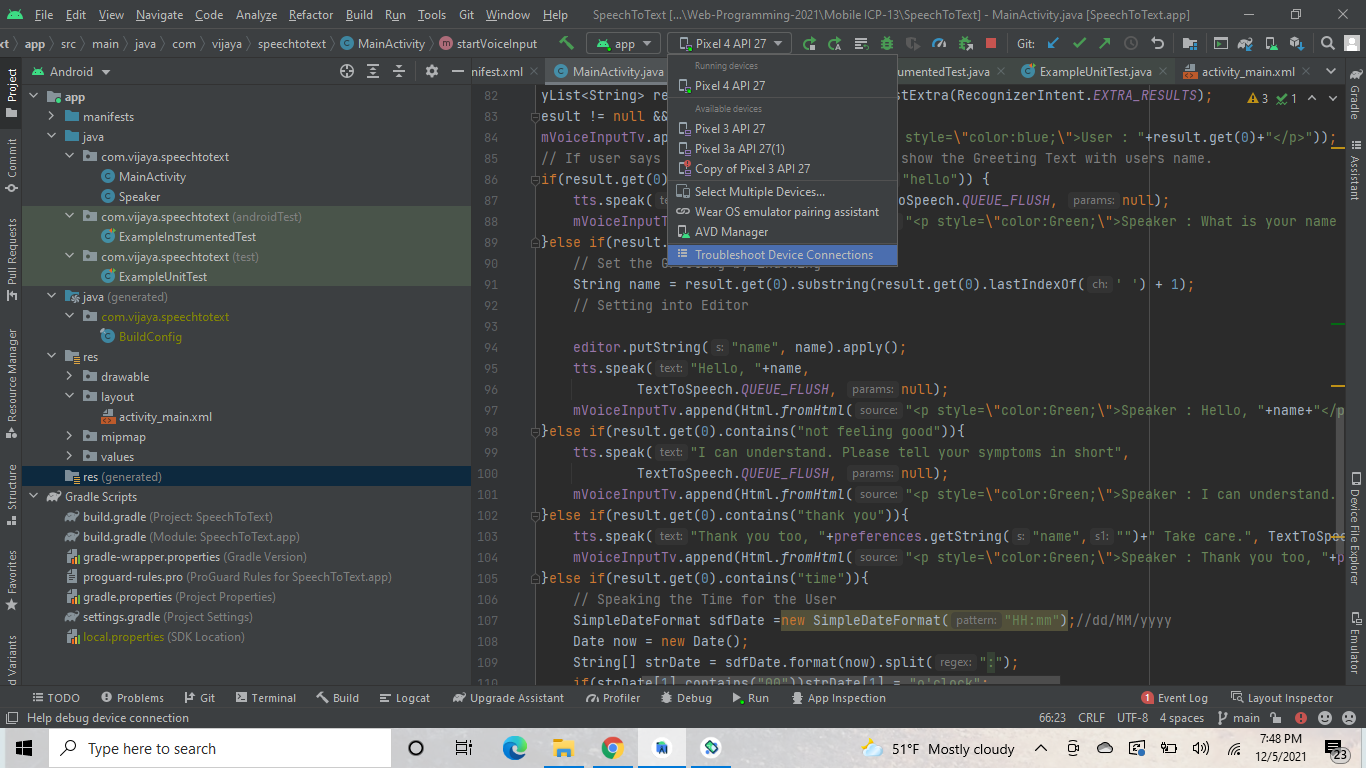 File Edit View Navigate Code Analyze Refactor Build Run Tools Git Window Help SpeechToText [...\Web-Programming-2021\Mobile ICP-13\SpeechToText] - MainActivity.java [SpeechToText.app]
xt app src main java com vijaya speechtotext MainActivity startVoiceInput app Pixel 4 API 27 Git:
Android nifest.xml MainActivity.java umentedTest.java ExampleUnitTest.java activity_main.xml
Project
Commit
Pull Requests
Resource Manager
Structure
Favorites
d Variants
app
manifests
java
com.vijaya.speechtotext
MainActivity
Speaker
com.vijaya.speechtotext (androidTest)
ExampleInstrumentedTest
com.vijaya.speechtotext (test)
ExampleUnitTest
java (generated)
com.vijaya.speechtotext
BuildConfig
res
drawable
layout
activity_main.xml
mipmap
values
res (generated)
Gradle Scripts
build.gradle (Project: SpeechToText)
build.gradle (Module: SpeechToText.app)
gradle-wrapper.properties (Gradle Version)
proguard-rules.pro (ProGuard Rules for SpeechToText.app)
gradle.properties (Project Properties)
settings.gradle (Project Settings)
local.properties (SDK Location)
Running devices
Pixel 4 API 27
Available devices
Pixel 3 API 27
Pixel 3a API 27(1)
Copy of Pixel 3 API 27
Select Multiple Devices...
Wear OS emulator pairing assistant
AVD Manager
Troubleshoot Device Connections
82 yList<String> re stExtra(RecognizerIntent.EXTRA_RESULTS); 3 1
83 esult != null &&
84 mVoiceInputTv.ap style=\"color:blue;\">User : "+result.get(0)+"</p>"));
85 // If user says show the Greeting Text with users name.
86 if(result.get(0) "hello")) {
87 tts.speak( te oSpeech.QUEUE_FLUSH, params: null);
88 mVoiceInputT "<p style=\"color:Green;\">Speaker : What is your name
89 }else if(result.
90 // Set the Greeting by Indexing
91 String name = result.get(0).substring(result.get(0).lastIndexOf( ch: ' ') + 1);
92 // Setting into Editor
93
94 editor.putString( s: "name", name).apply();
95 tts.speak( text: "Hello, "+name,
96 TextToSpeech.QUEUE_FLUSH, params: null);
97 mVoiceInputTv.append(Html.fromHtml( source: "<p style=\"color:Green;\">Speaker : Hello, "+name+"</p
98 }else if(result.get(0).contains("not feeling good")){
99 tts.speak( text: "I can understand. Please tell your symptoms in short",
100 TextToSpeech.QUEUE_FLUSH, params: null);
101 mVoiceInputTv.append(Html.fromHtml( source: "<p style=\"color:Green;\">Speaker : I can understand.
102 }else if(result.get(0).contains("thank you")){
103 tts.speak( text: "Thank you too, "+preferences.getString( s: "name", s1: "")+" Take care.", TextToSpe
104 mVoiceInputTv.append(Html.fromHtml( source: "<p style=\"color:Green;\">Speaker : Thank you too, "+p
105 }else if(result.get(0).contains("time")){
106 // Speaking the Time for the User
107 SimpleDateFormat sdfDate =new SimpleDateFormat( pattern: "HH:mm");//dd/MM/yyyy
108 Date now = new Date();
109 String[] strDate = sdfDate.format(now).split( regex: ":");
110 if(strDate[1].contains("00"))strDate[1] = "o'clock";
Gradle
Assistant
Device File Explorer
Emulator
TODO Problems Git Terminal Build Logcat Upgrade Assistant Profiler Debug Run App Inspection 1 Event Log Layout Inspector
Help debug device connection 66:23 CRLF UTF-8 4 spaces main
Type here to search 51°F Mostly cloudy 7:48 PM
12/5/2021 23